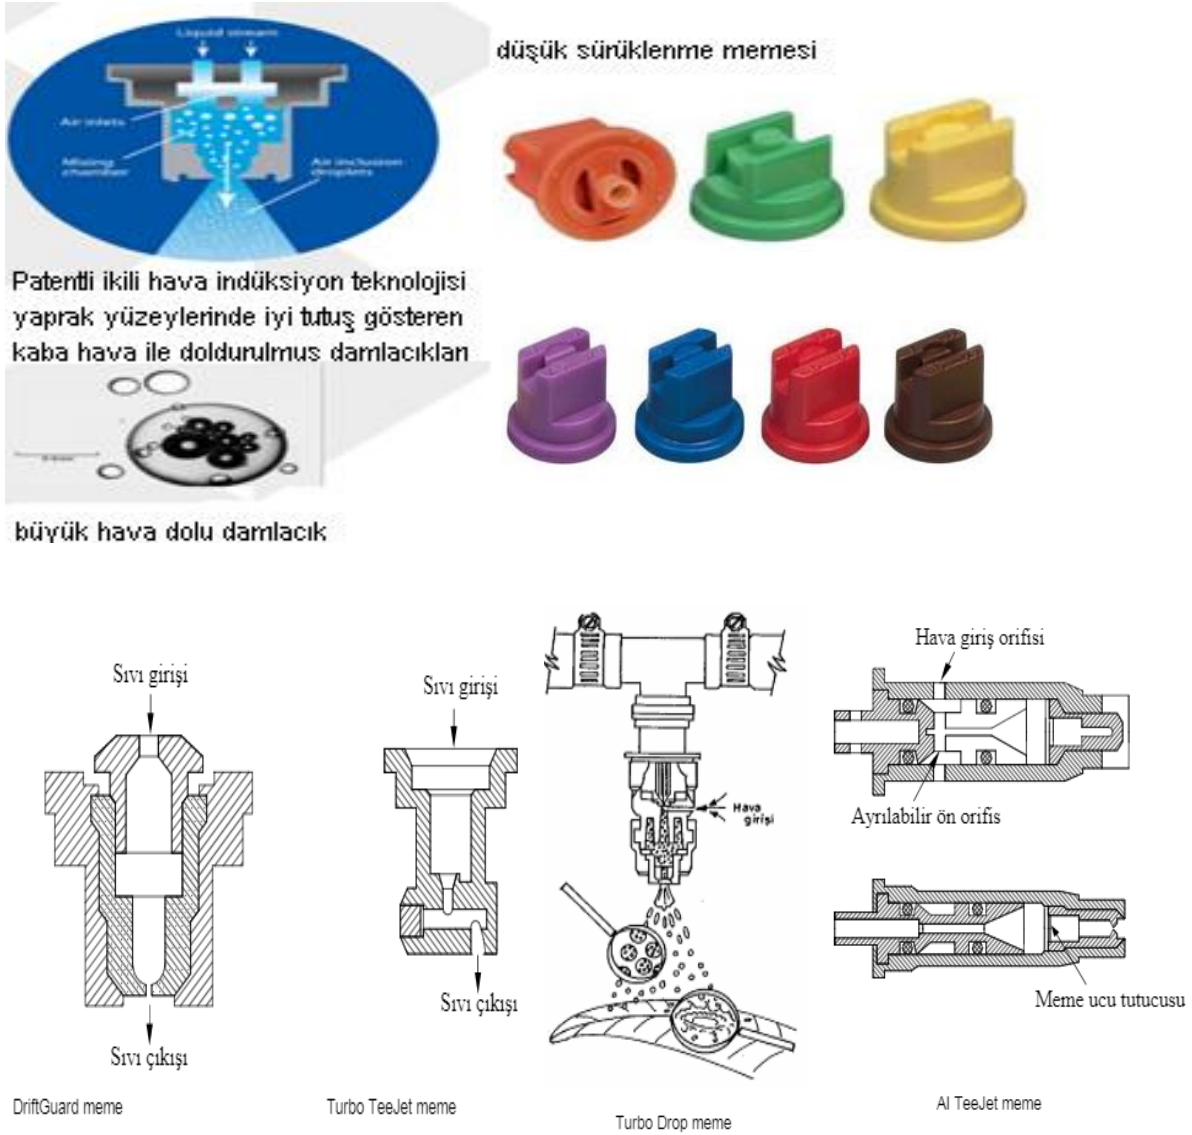 Liquid stream
Air inlets
Mixing
chamber
Air inclusion
droplets
düşük sürüklenme memesi
Patentli ikili hava indüksiyon teknolojisi
yaprak yüzeylerinde iyi tutuş gösteren
kaba hava ile doldurulmus damlacıkları
büyük hava dolu damlacık
Sıvı girişi
Sıvı çıkışı
DriftGuard meme
Sıvı girişi
Sıvı çıkışı
Turbo TeeJet meme
Hava
girişi
Turbo Drop meme
Hava giriş orifisi
Ayrılabilir ön orifis
Meme ucu tutucusu
AI TeeJet meme